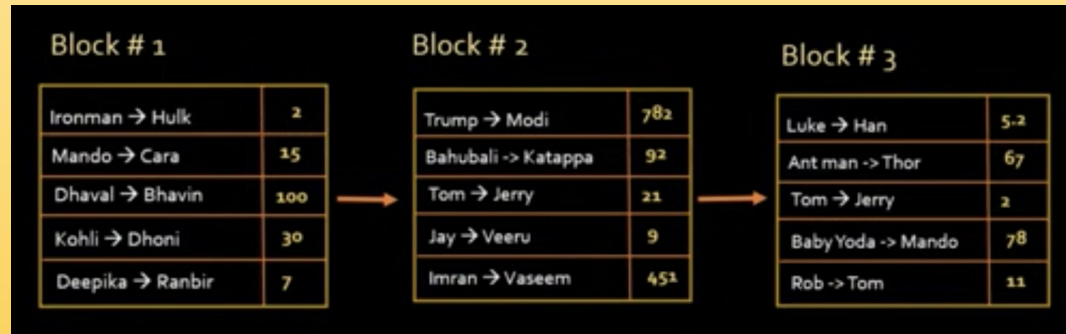 Block # 1
Ironman → Hulk 2
Mando → Cara 15
Dhaval → Bhavin 100
Kohli → Dhoni 30
Deepika → Ranbir 7
Block # 2
Trump → Modi 782
Bahubali -> Katappa 92
Tom → Jerry 21
Jay → Veeru 9
Imran → Vaseem 451
Block # 3
Luke → Han 5.2
Ant man -> Thor 67
Tom → Jerry 2
Baby Yoda -> Mando 78
Rob -> Tom 11